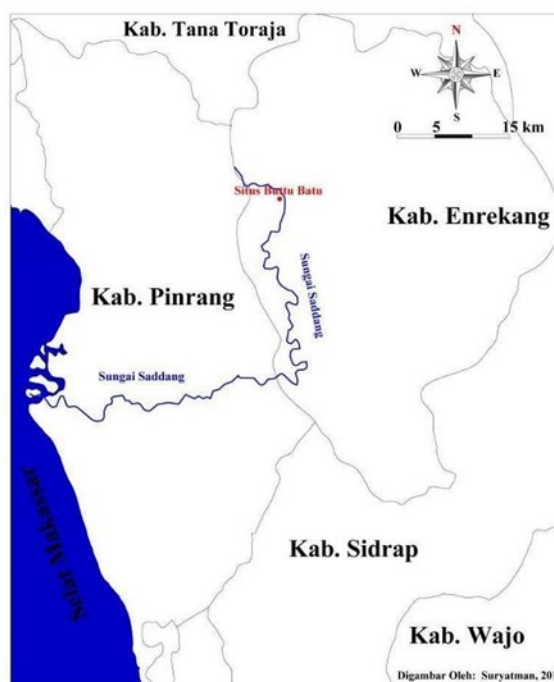 Kab. Tana Toraja
N
W E
S
0 5 15 km
Situs Buttu Batu
Kab. Enrekang
Sungai Saddang
Kab. Pinrang
Sungai Saddang
Selat Makassar
Kab. Sidrap
Kab. Wajo
Digambar Oleh: Suryatman, 20